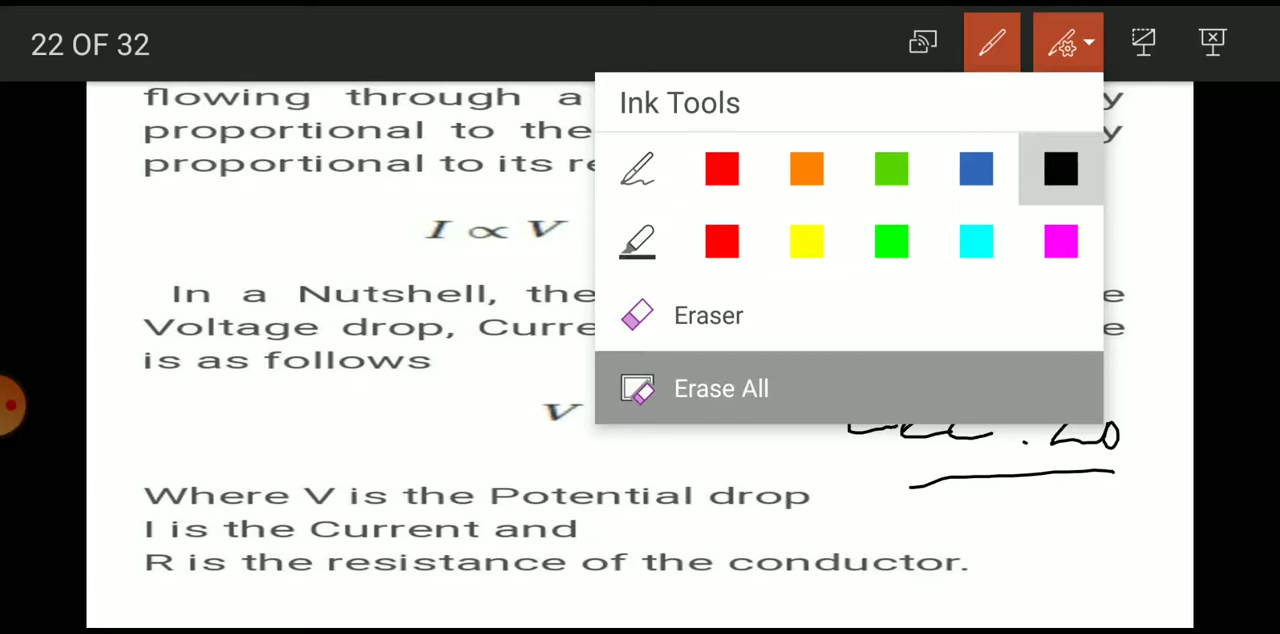 22 OF 32
Ink Tools
Eraser
Erase All
flowing through a
proportional to the
proportional to its
y
y
I ∝ V
In a Nutshell, the
e
Voltage drop,
e
is as follows
V
Where V is the Potential drop
I is the Current and
R is the resistance of the conductor.